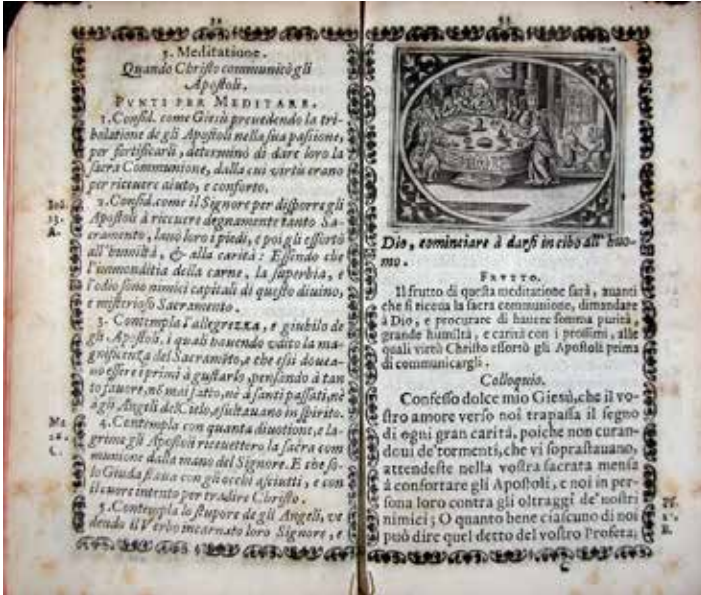 32
5. Meditatione.
Quando Christo communicò gli
Apostoli.
PVNTI PER MEDITARE.
1. Consid. come Giesù preuedendo la tri-
bolatione de gli Apostoli nella sua passione,
per fortificarli, determinò di dare loro la
sacra Communione, dalla cui vartù erano
per riceuere aiuto, e conforto.
2. Consid. come il Signore per disporre gli
Apostoli à riceuere degnamente tanto Sa-
cramento, lauò loro i piedi, e poi gli essortò
all'humiltà, & alla carità: Essendo che
l'immonditia della carne, la superbia, e
l'odio sono nimici capitali di questo diuino,
e misterioso Sacramento.
3. Contempla l'allegrezza, e giubilo de
gli Apostoli, i quali hauendo vdito la ma-
gnificenza del Sacramẽto, e che essi doueа-
no essere i primi à gustarlo, pensando à tan
to fauore, nõ mai fatto, nè à santi passati, nè
à gli Angeli del Cielo, esultauano in spirito.
4. Contempla con quanta diuotione, e la-
grime gli Apostoli riceuettero la sacra com
munione dalla mano del Signore. E che so-
lo Giuda staua con gli occhi asciutti, e con
il cuore intento per tradire Christo.
5. Contempla lo stupore de gli Angeli, ve
dendo il Verbo incarnato loro Signore, e
Ioã.
13.
A.
26.
C.
33
Dio, cominciare à darsi in cibo all'huo-
mo.
FRVTTO.
Il frutto di questa meditatione sarà, auanti
che si riceua la sacra communione, dimandare
à Dio, e procurare di hauere somma purità,
grande humiltà, e carità con i prossimi, alle
quali virtù Christo essortò gli Apostoli prima
di communicargli.
Colloquio.
Confesso dolce mio Giesù, che il vo-
stro amore verso noi trapassa il segno
di ogni gran carità, poiche non curan-
doui de'tormenti, che vi soprastauano,
attendeste nella vostra sacrata mensa
à confortare gli Apostoli, e noi in per-
sona loro contra gli oltraggi de'nostri
nimici; O quanto bene ciascuno di noi
può dire quel detto del vostro Profeta;
C